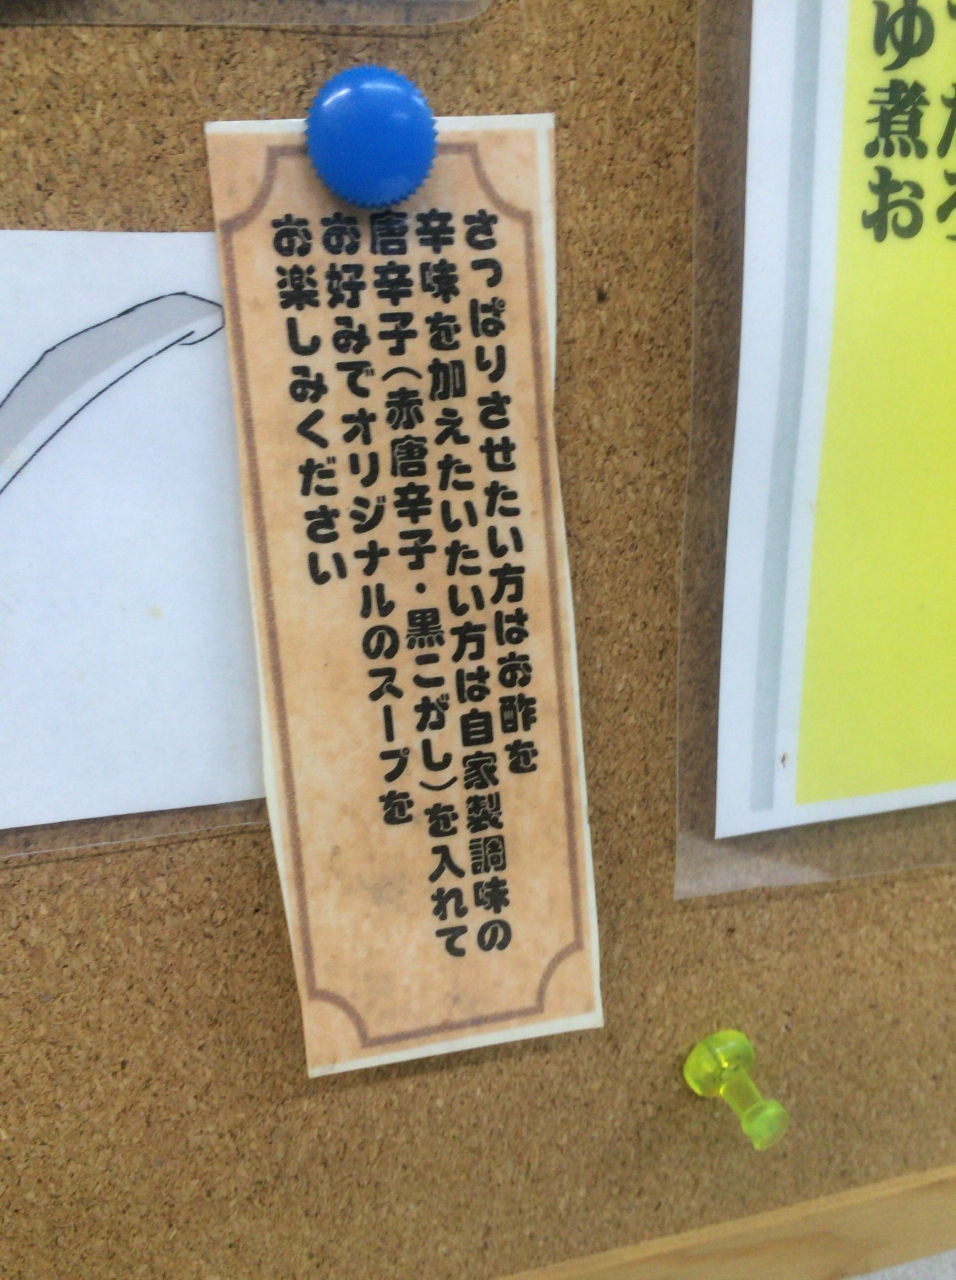 さっぱりさせたい方はお酢を
辛味を加えたいたい方は自家製調味の
唐辛子(赤唐辛子・黒こがし)を入れて
お好みでオリジナルのスープを
お楽しみください
ゆ煮お